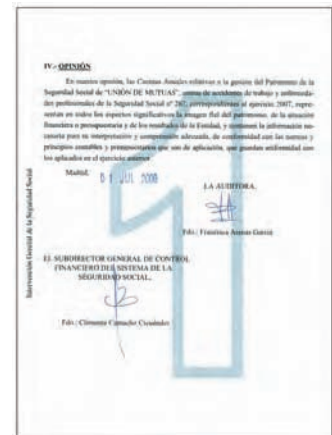 IV.- OPINIÓN
En nuestra opinión, las Cuentas Anuales relativas a la gestión del Patrimonio de la
Seguridad Social de "UNIÓN DE MUTUAS", mutua de accidentes de trabajo y enfermeda-
des profesionales de la Seguridad Social nº 267, correspondientes al ejercicio 2007, repre-
sentan en todos los aspectos significativos la imagen fiel del patrimonio, de la situación
financiera o presupuestaria y de los resultados de la Entidad, y contienen la información ne-
cesaria para su interpretación y comprensión adecuada, de conformidad con las normas y
principios contables y presupuestarios que son de aplicación, que guardan uniformidad con
los aplicados en el ejercicio anterior.
Madrid,
01 JUL 2008
LA AUDITORA,
Fdo.: Francisca
EL SUBDIRECTOR GENERAL DE CONTROL
FINANCIERO DEL SISTEMA DE LA
SEGURIDAD SOCIAL,
Fdo.: Clemente Camacho
Intervención General de la Seguridad Social
1